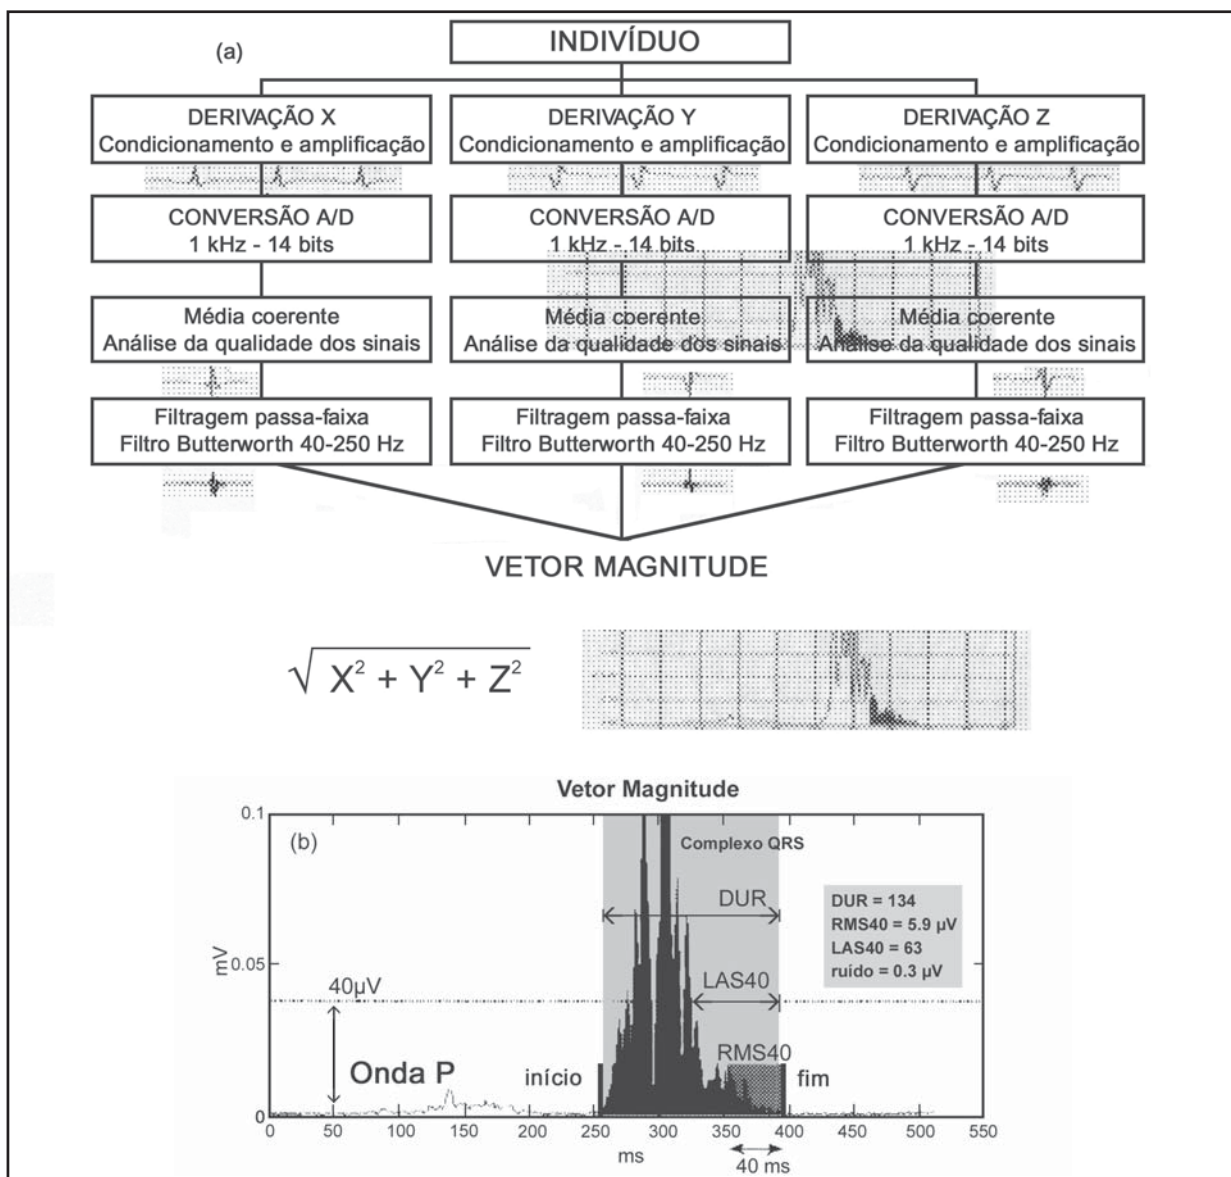 (a)
INDIVÍDUO
DERIVAÇÃO X
Condicionamento e amplificação
DERIVAÇÃO Y
Condicionamento e amplificação
DERIVAÇÃO Z
Condicionamento e amplificação
CONVERSÃO A/D
1 kHz - 14 bits
CONVERSÃO A/D
1 kHz - 14 bits
CONVERSÃO A/D
1 kHz - 14 bits
Média coerente
Análise da qualidade dos sinais
Média coerente
Análise da qualidade dos sinais
Média coerente
Análise da qualidade dos sinais
Filtragem passa-faixa
Filtro Butterworth 40-250 Hz
Filtragem passa-faixa
Filtro Butterworth 40-250 Hz
Filtragem passa-faixa
Filtro Butterworth 40-250 Hz
VETOR MAGNITUDE
√ X² + Y² + Z²
Vetor Magnitude
0.1
(b)
Complexo QRS
DUR
DUR = 134
RMS40 = 5.9 µV
LAS40 = 63
ruído = 0.3 µV
mV
0.05
LAS40
40µV
RMS40
Onda P
início
fim
0
0 50 100 150 200 250 300 350 400 450 500 550
ms
40 ms